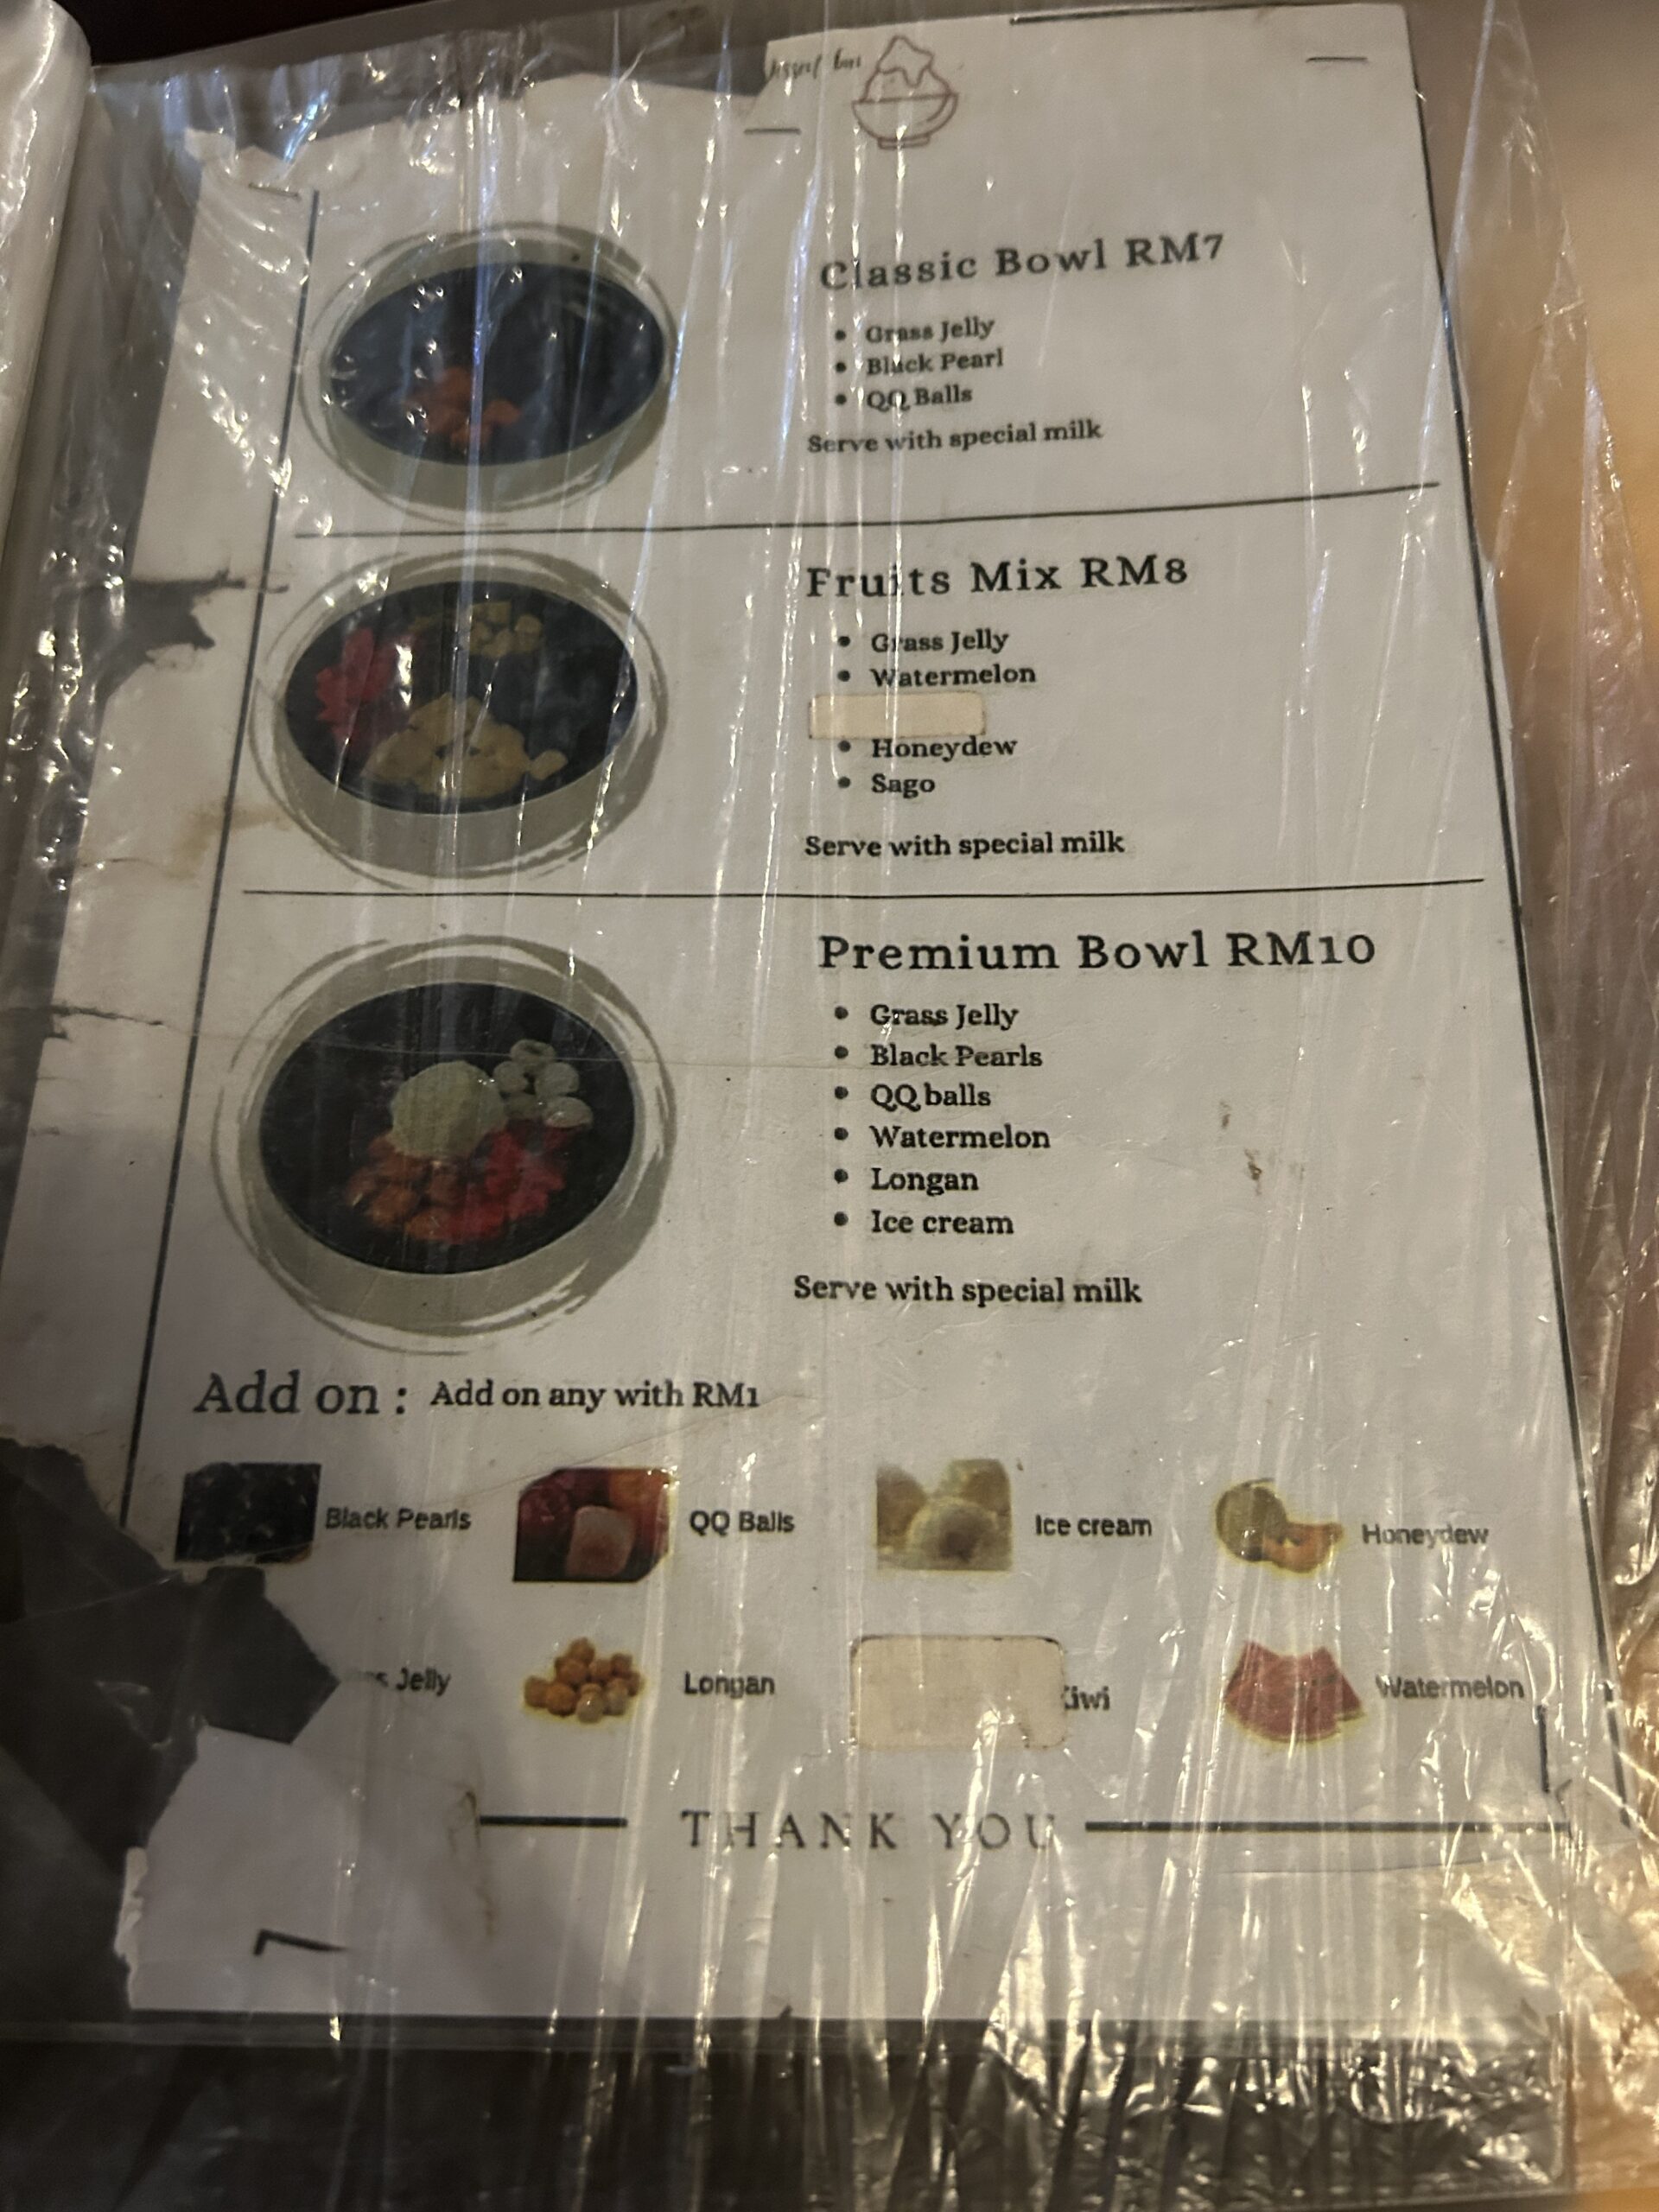 Classic Bowl RM7
• Grass Jelly
• Black Pearl
• QQ Balls
Serve with special milk
Fruits Mix RM8
• Grass Jelly
• Watermelon
• Honeydew
• Sago
Serve with special milk
Premium Bowl RM10
• Grass Jelly
• Black Pearls
• QQ balls
• Watermelon
• Longan
• Ice cream
Serve with special milk
Add on : Add on any with RM1
Black Pearls QQ Balls Ice cream Honeydew
Jelly Longan iwi Watermelon
THANK YOU